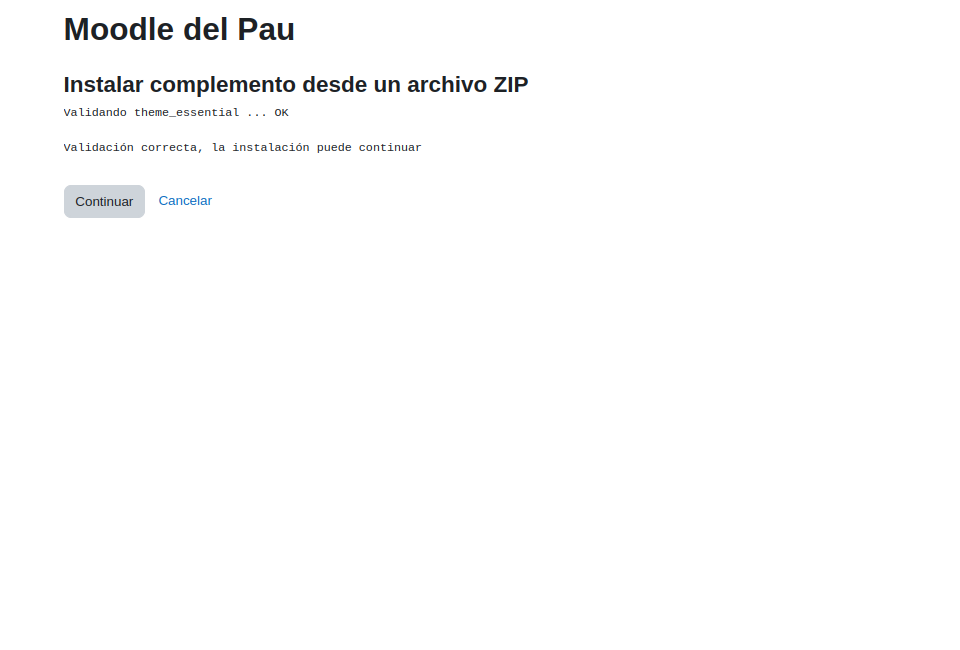 Moodle del Pau
Instalar complemento desde un archivo ZIP
Validando theme_essential ... OK
Validación correcta, la instalación puede continuar
Continuar Cancelar